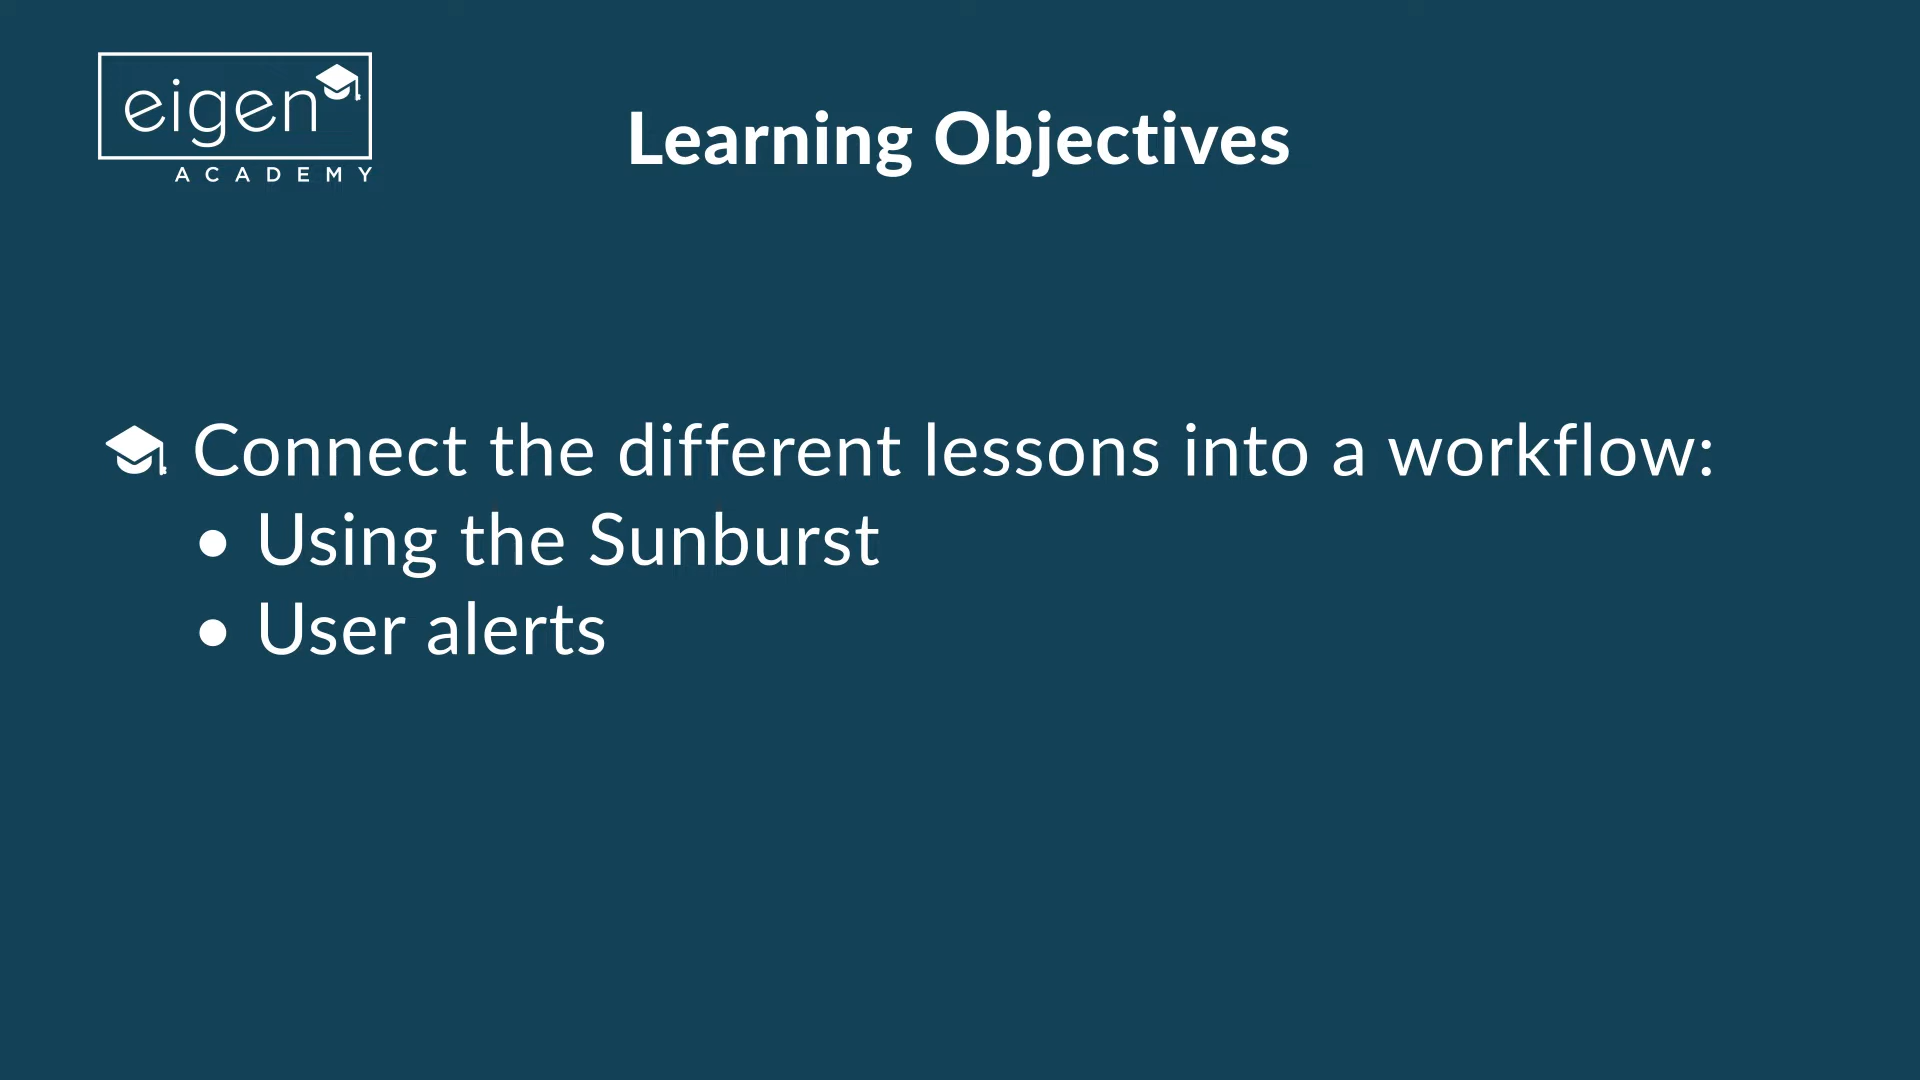 eigen
ACADEMY
Learning Objectives
Connect the different lessons into a workflow:
• Using the Sunburst
• User alerts